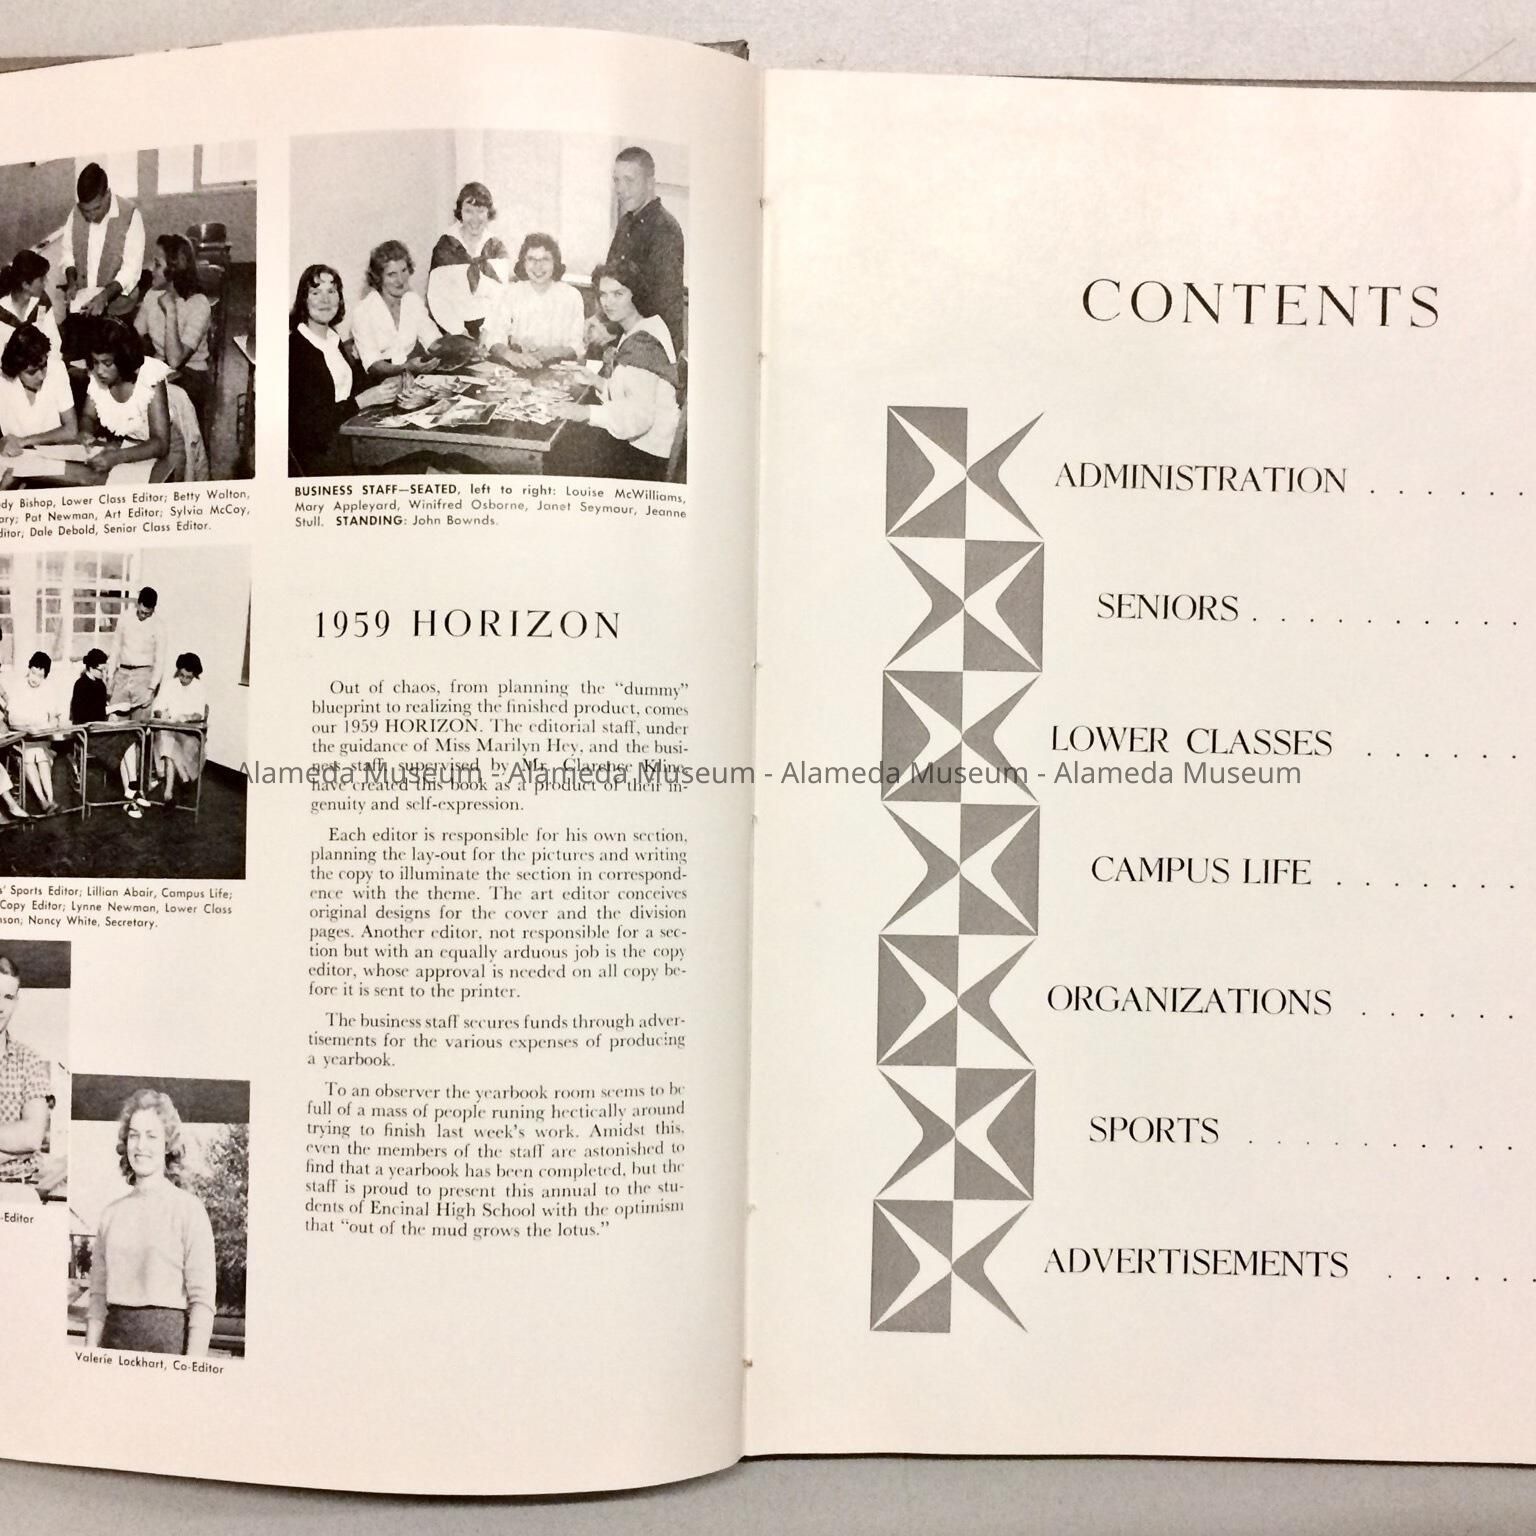 dy Bishop, Lower Class Editor; Betty Walton,
ary; Pat Newman, Art Editor; Sylvia McCoy,
ditor; Dale Debold, Senior Class Editor.
BUSINESS STAFF—SEATED, left to right: Louise McWilliams,
Mary Appleyard, Winifred Osborne, Janet Seymour, Jeanne
Stull. STANDING: John Bownds.
s' Sports Editor; Lillian Abair, Campus Life;
Copy Editor; Lynne Newman, Lower Class
nson; Nancy White, Secretary.
-Editor
Valerie Lockhart, Co-Editor
1959 HORIZON
Out of chaos, from planning the “dummy”
blueprint to realizing the finished product, comes
our 1959 HORIZON. The editorial staff, under
the guidance of Miss Marilyn Hey, and the busi-
ness staff, supervised by Mr. Clarence Kline,
have created this book as a product of their in-
genuity and self-expression.
Each editor is responsible for his own section,
planning the lay-out for the pictures and writing
the copy to illuminate the section in correspond-
ence with the theme. The art editor conceives
original designs for the cover and the division
pages. Another editor, not responsible for a sec-
tion but with an equally arduous job is the copy
editor, whose approval is needed on all copy be-
fore it is sent to the printer.
The business staff secures funds through adver-
tisements for the various expenses of producing
a yearbook.
To an observer the yearbook room seems to be
full of a mass of people runing hectically around
trying to finish last week's work. Amidst this,
even the members of the staff are astonished to
find that a yearbook has been completed, but the
staff is proud to present this annual to the stu-
dents of Encinal High School with the optimism
that “out of the mud grows the lotus.”
Alameda Museum - Alameda Museum - Alameda Museum - Alameda Museum
CONTENTS
ADMINISTRATION . . . . . .
SENIORS . . . . . . . . . .
LOWER CLASSES . . . . . .
CAMPUS LIFE . . . . . . .
ORGANIZATIONS . . . . . .
SPORTS . . . . . . . . . .
ADVERTISEMENTS . . . . . .